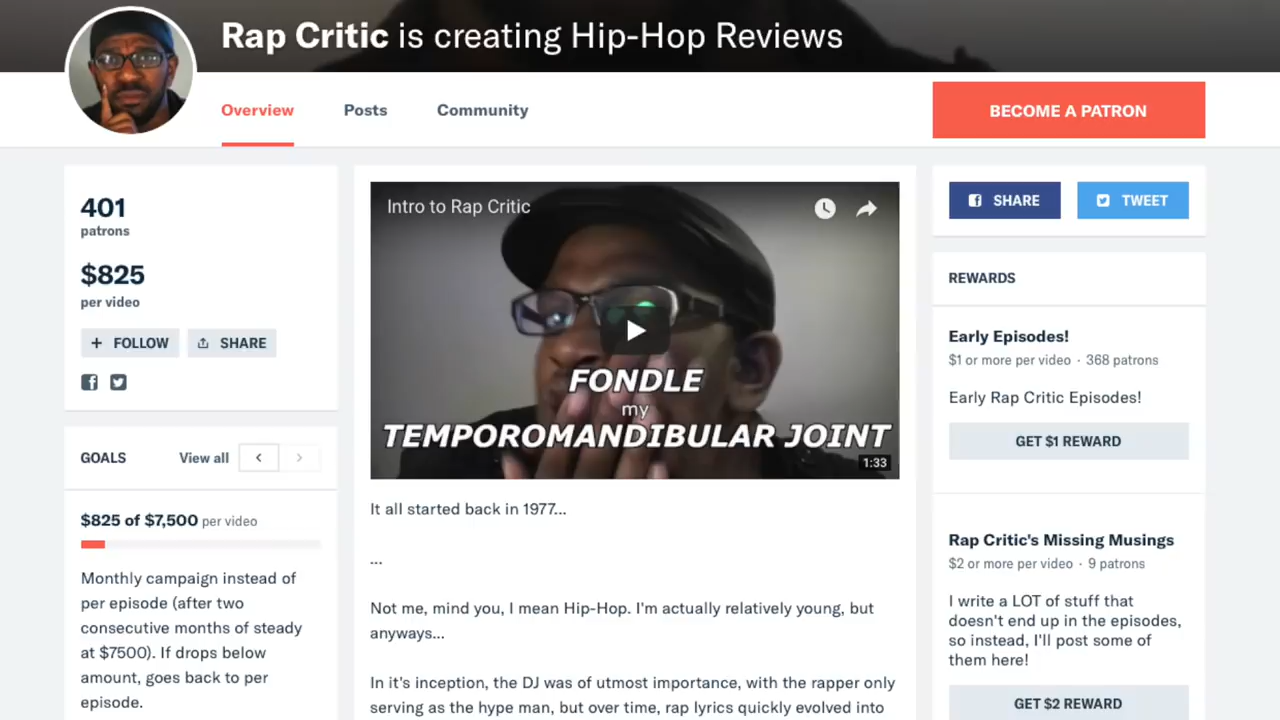 Rap Critic is creating Hip-Hop Reviews
Overview
Posts
Community
BECOME A PATRON
401
patrons
$825
per video
+ FOLLOW
SHARE
GOALS
View all
$825 of $7,500 per video
Monthly campaign instead of
per episode (after two
consecutive months of steady
at $7500). If drops below
amount, goes back to per
episode.
Intro to Rap Critic
FONDLE
my
TEMPOROMANDIBULAR JOINT
1:33
It all started back in 1977...
...
Not me, mind you, I mean Hip-Hop. I'm actually relatively young, but
anyways...
In it's inception, the DJ was of utmost importance, with the rapper only
serving as the hype man, but over time, rap lyrics quickly evolved into
SHARE
TWEET
REWARDS
Early Episodes!
$1 or more per video · 368 patrons
Early Rap Critic Episodes!
GET $1 REWARD
Rap Critic's Missing Musings
$2 or more per video · 9 patrons
I write a LOT of stuff that
doesn't end up in the episodes,
so instead, I'll post some of
them here!
GET $2 REWARD